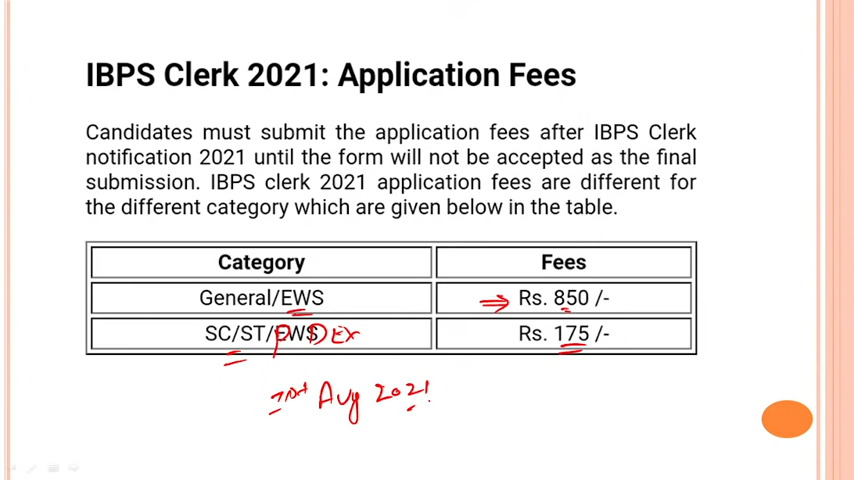 IBPS Clerk 2021: Application Fees
Candidates must submit the application fees after IBPS Clerk
notification 2021 until the form will not be accepted as the final
submission. IBPS clerk 2021 application fees are different for
the different category which are given below in the table.
Category Fees
General/EWS Rs. 850 /-
SC/ST/EWS Rs. 175 /-
PD EX
Aug 2021